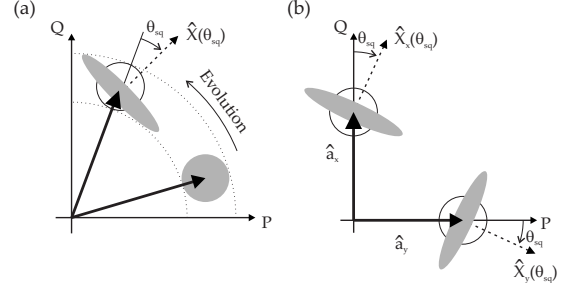 (a)
Q
θsq
X̂(θsq)
Evolution
P
(b)
Q
θsq
X̂x(θsq)
âx
P
ây
θsq
X̂y(θsq)